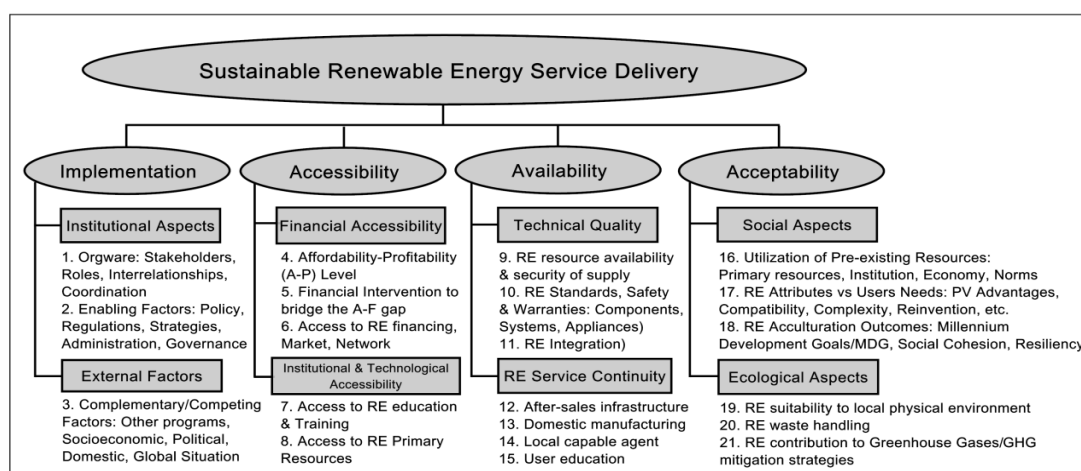 Sustainable Renewable Energy Service Delivery
Implementation
Institutional Aspects
1. Orgware: Stakeholders,
Roles, Interrelationships,
Coordination
2. Enabling Factors: Policy,
Regulations, Strategies,
Administration, Governance
External Factors
3. Complementary/Competing
Factors: Other programs,
Socioeconomic, Political,
Domestic, Global Situation
Accessibility
Financial Accessibility
4. Affordability-Profitability
(A-P) Level
5. Financial Intervention to
bridge the A-F gap
6. Access to RE financing,
Market, Network
Institutional & Technological
Accessibility
7. Access to RE education
& Training
8. Access to RE Primary
Resources
Availability
Technical Quality
9. RE resource availability
& security of supply
10. RE Standards, Safety
& Warranties: Components,
Systems, Appliances)
11. RE Integration)
RE Service Continuity
12. After-sales infrastructure
13. Domestic manufacturing
14. Local capable agent
15. User education
Acceptability
Social Aspects
16. Utilization of Pre-existing Resources:
Primary resources, Institution, Economy, Norms
17. RE Attributes vs Users Needs: PV Advantages,
Compatibility, Complexity, Reinvention, etc.
18. RE Acculturation Outcomes: Millennium
Development Goals/MDG, Social Cohesion, Resiliency
Ecological Aspects
19. RE suitability to local physical environment
20. RE waste handling
21. RE contribution to Greenhouse Gases/GHG
mitigation strategies